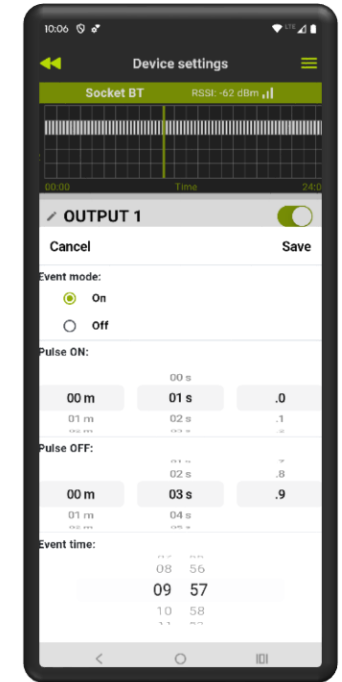 10:06
LTE
Device settings
Socket BT RSSI: -62 dBm
00:00 Time 24:0
OUTPUT 1
Cancel Save
Event mode:
On
Off
Pulse ON:
00 s
00 m 01 s .0
01 m 02 s .1
Pulse OFF:
02 s .8
00 m 03 s .9
01 m 04 s
Event time:
08 56
09 57
10 58